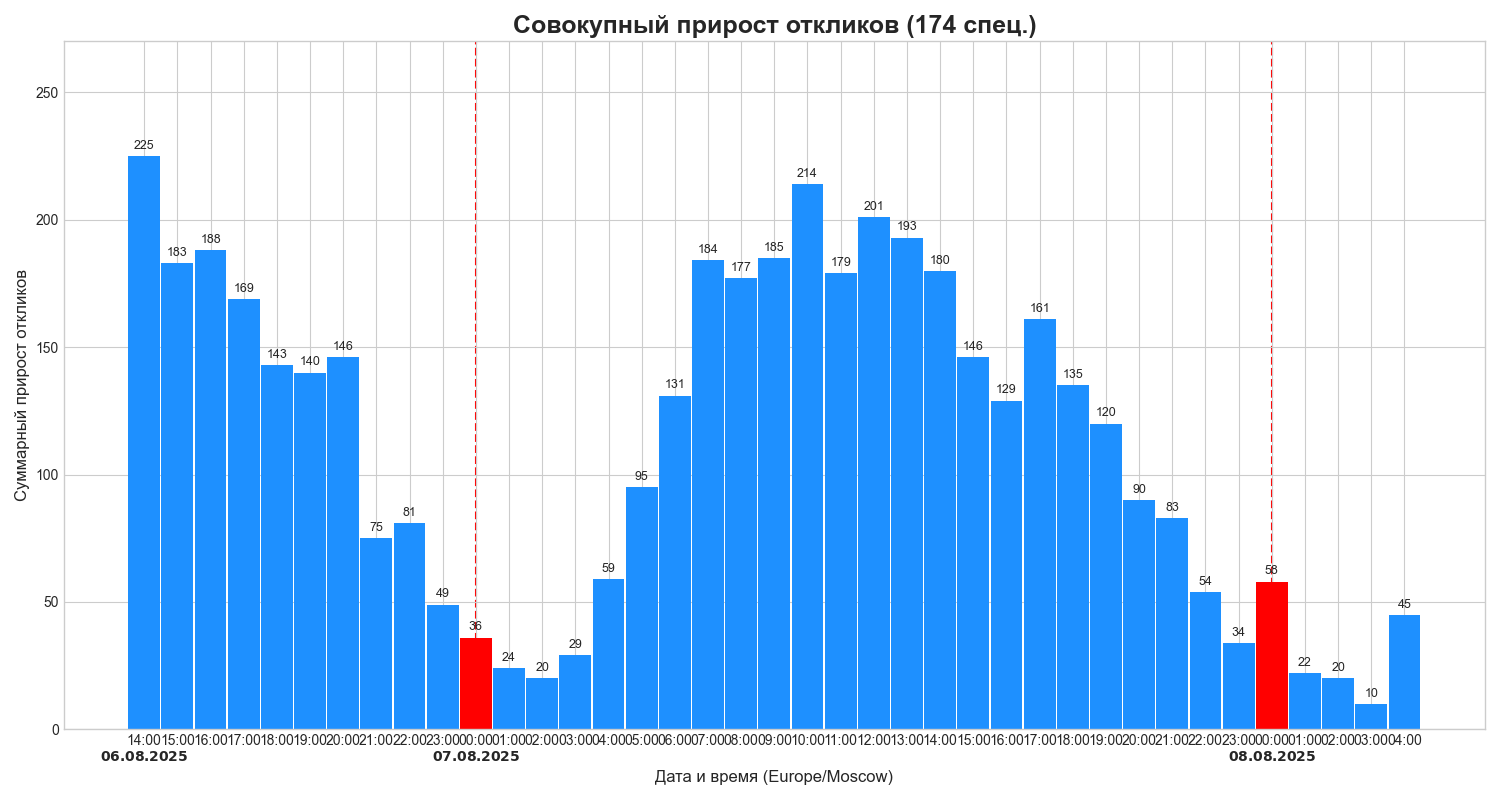 Совокупный прирост откликов (174 спец.)
Суммарный прирост откликов
250
200
150
100
50
0
225 183 188 169 143 140 146 75 81 49 36 24 20 29 59 95 131 184 177 185 214 179 201 193 180 146 129 161 135 120 90 83 54 34 58 22 20 10 45
14:00 15:00 16:00 17:00 18:00 19:00 20:00 21:00 22:00 23:00 00:00 01:00 02:00 03:00 04:00 05:00 06:00 07:00 08:00 09:00 10:00 11:00 12:00 13:00 14:00 15:00 16:00 17:00 18:00 19:00 20:00 21:00 22:00 23:00 00:00 01:00 02:00 03:00 04:00
06.08.2025 07.08.2025 08.08.2025
Дата и время (Europe/Moscow)